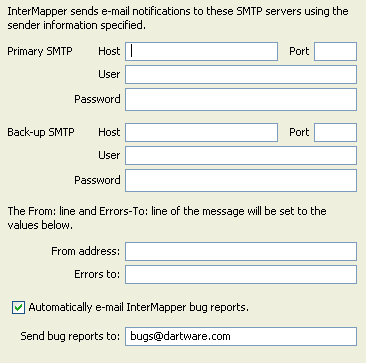 InterMapper sends e-mail notifications to these SMTP servers using the
sender information specified.
Primary SMTP Host Port
User
Password
Back-up SMTP Host Port
User
Password
The From: line and Errors-To: line of the message will be set to the
values below.
From address:
Errors to:
Automatically e-mail InterMapper bug reports.
Send bug reports to: bugs@dartware.com